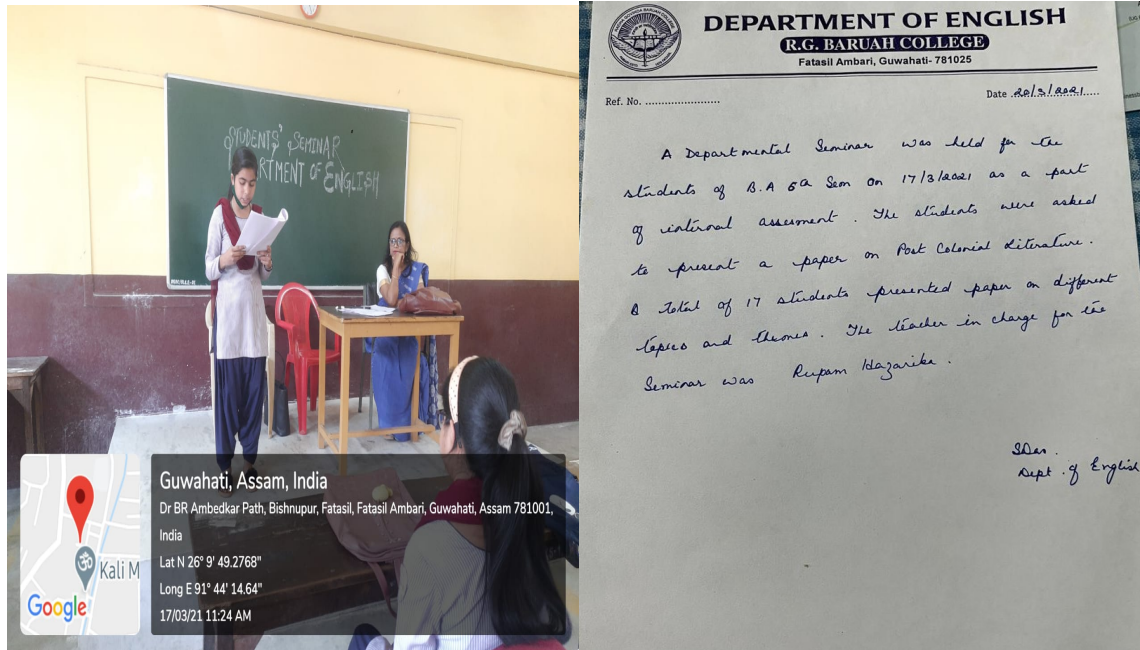 STUDENTS' SEMINAR
RTMENT OF ENGLISH
Guwahati, Assam, India
Dr BR Ambedkar Path, Bishnupur, Fatasil, Fatasil Ambari, Guwahati, Assam 781001,
India
Lat N 26° 9' 49.2768"
Long E 91° 44' 14.64"
17/03/21 11:24 AM
Kali M
Google
DEPARTMENT OF ENGLISH
R.G. BARUAH COLLEGE
Fatasil Ambari, Guwahati- 781025
Ref. No. ........................
Date 20/3/2021
A Departmental Seminar was held for the
students of B.A 6th Sem on 17/3/2021 as a part
of internal assesment. The students were asked
to present a paper on Post Colonial Literature.
A total of 17 students presented paper on different
topics and themes. The teacher in charge for the
Seminar was Rupam Hazarika.
SDas.
Dept. of English